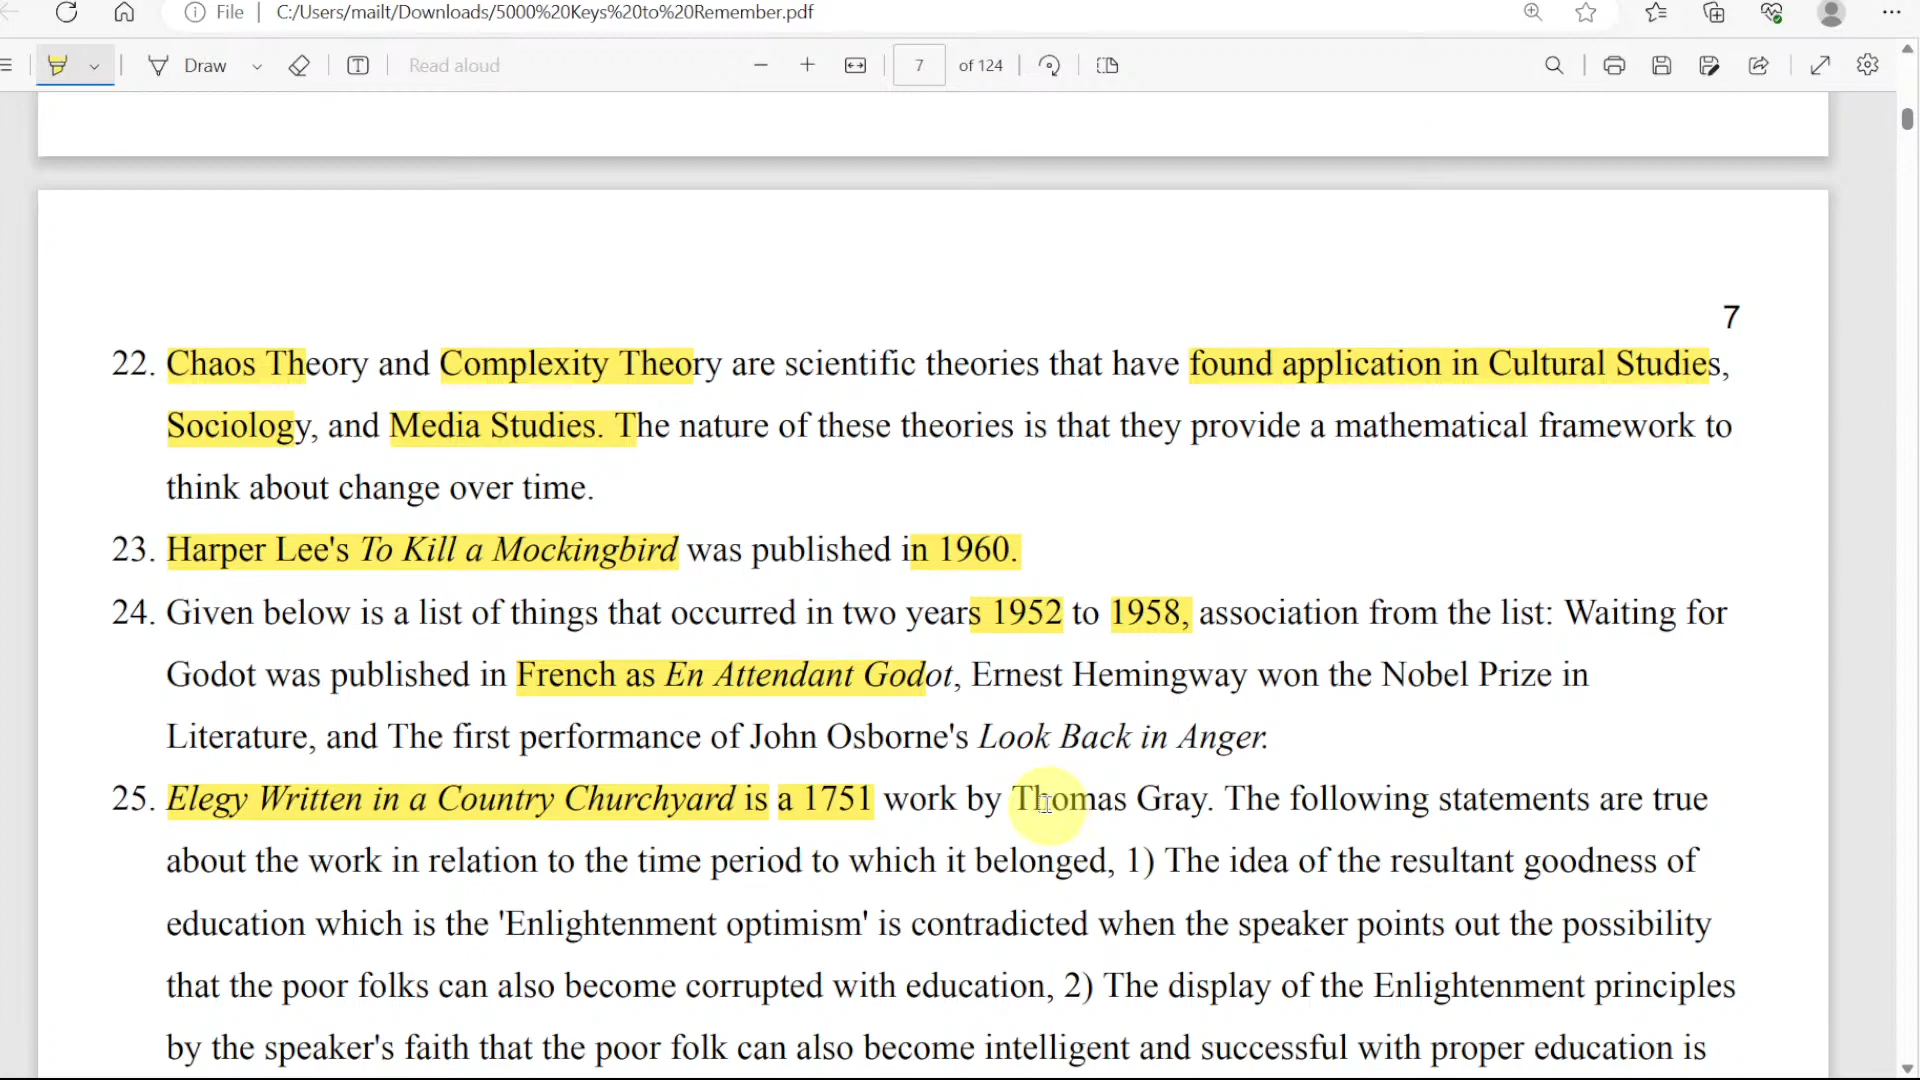 File | C:/Users/mailt/Downloads/5000%20Keys%20to%20Remember.pdf
Draw Read aloud 7 of 124
7
22. Chaos Theory and Complexity Theory are scientific theories that have found application in Cultural Studies,
Sociology, and Media Studies. The nature of these theories is that they provide a mathematical framework to
think about change over time.
23. Harper Lee's To Kill a Mockingbird was published in 1960.
24. Given below is a list of things that occurred in two years 1952 to 1958, association from the list: Waiting for
Godot was published in French as En Attendant Godot, Ernest Hemingway won the Nobel Prize in
Literature, and The first performance of John Osborne's Look Back in Anger.
25. Elegy Written in a Country Churchyard is a 1751 work by Thomas Gray. The following statements are true
about the work in relation to the time period to which it belonged, 1) The idea of the resultant goodness of
education which is the 'Enlightenment optimism' is contradicted when the speaker points out the possibility
that the poor folks can also become corrupted with education, 2) The display of the Enlightenment principles
by the speaker's faith that the poor folk can also become intelligent and successful with proper education is